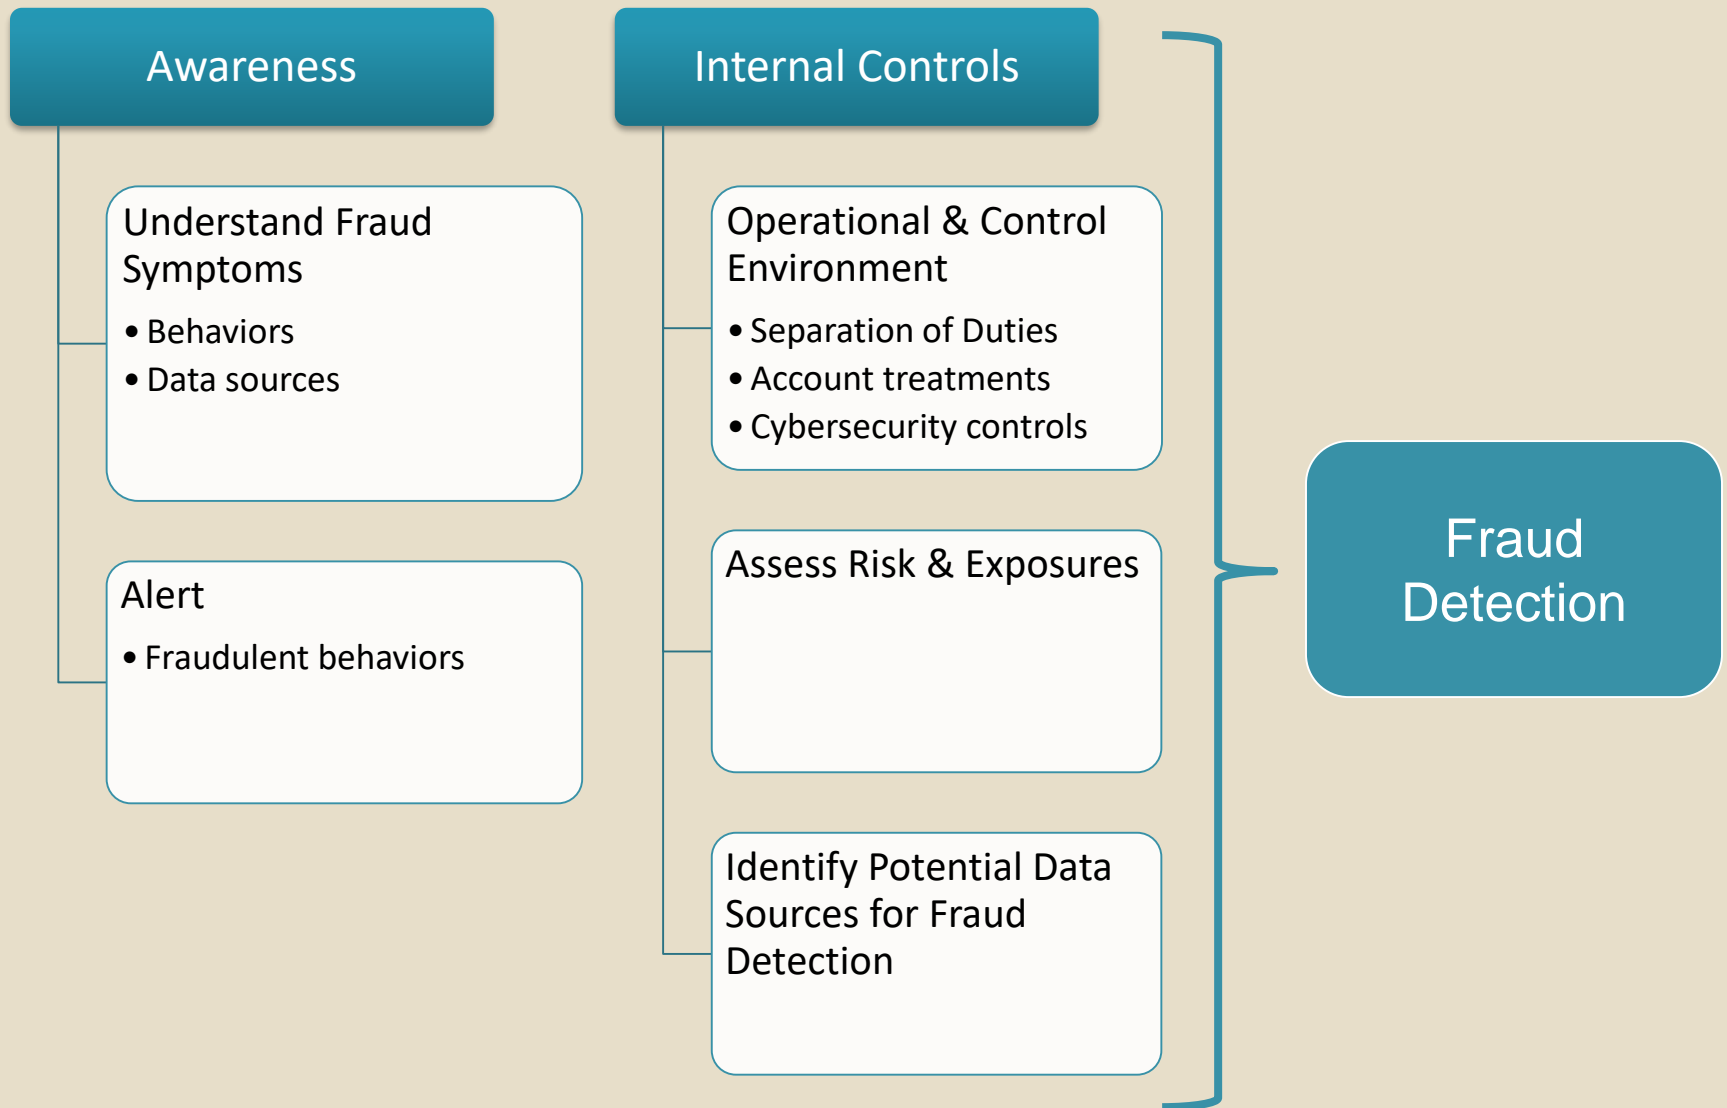 Awareness
Understand Fraud
Symptoms
• Behaviors
• Data sources
Alert
• Fraudulent behaviors
Internal Controls
Operational & Control
Environment
• Separation of Duties
• Account treatments
• Cybersecurity controls
Assess Risk & Exposures
Identify Potential Data
Sources for Fraud
Detection
Fraud
Detection